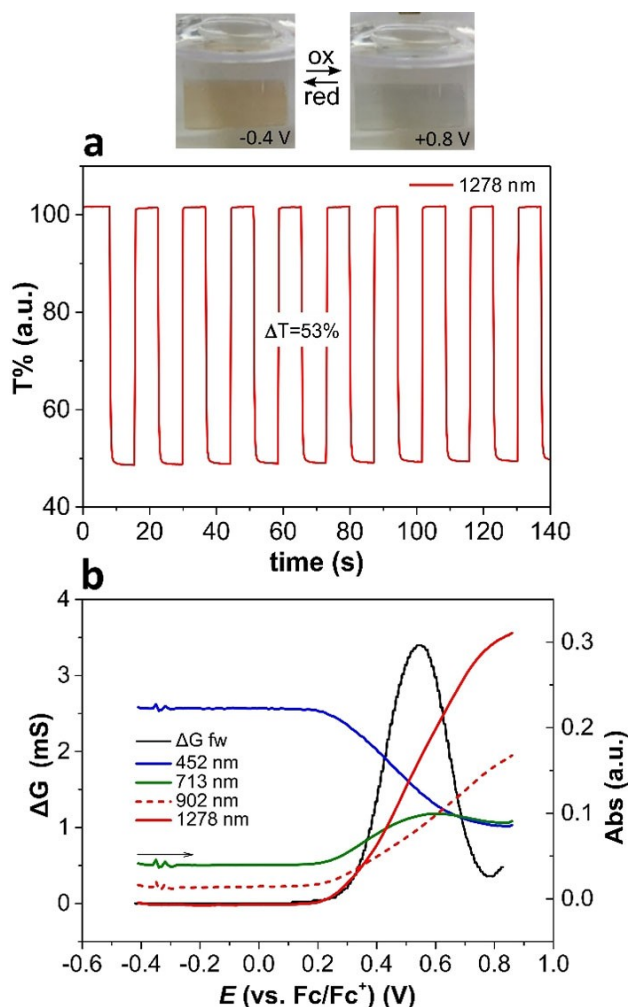 ox
red
-0.4 V
+0.8 V
a
1278 nm
ΔT=53%
T% (a.u.)
100
80
60
40
0 20 40 60 80 100 120 140
time (s)
b
ΔG fw
452 nm
713 nm
902 nm
1278 nm
ΔG (mS)
4
3
2
1
0
Abs (a.u.)
0.3
0.2
0.1
0.0
-0.6 -0.4 -0.2 0.0 0.2 0.4 0.6 0.8 1.0
E (vs. Fc/Fc⁺) (V)